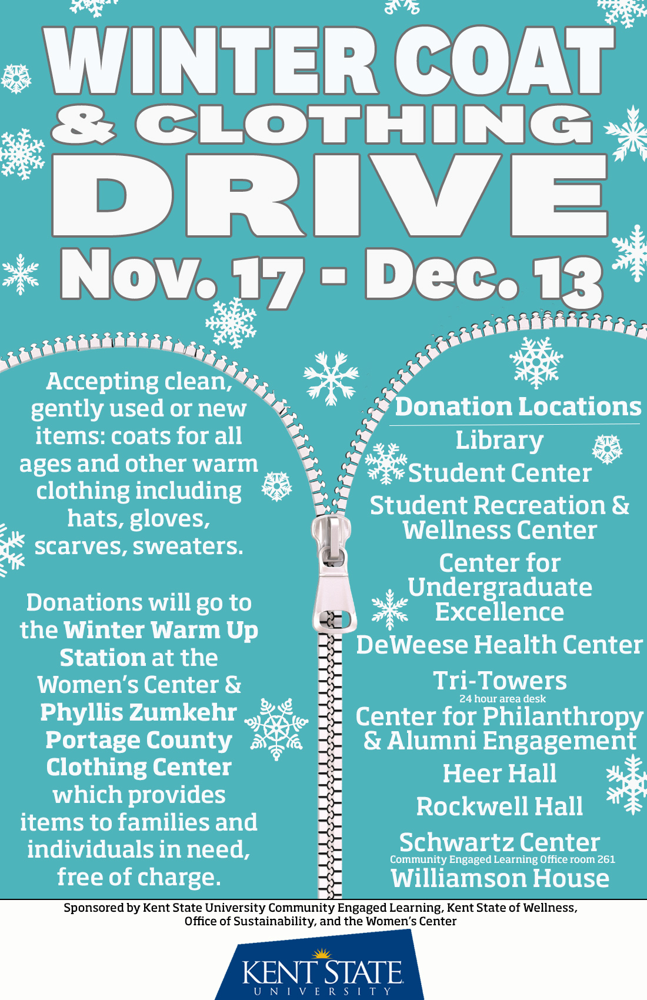 WINTER COAT
& CLOTHING
DRIVE
Nov. 17 - Dec. 13
Accepting clean,
gently used or new
items: coats for all
ages and other warm
clothing including
hats, gloves,
scarves, sweaters.
Donations will go to
the Winter Warm Up
Station at the
Women's Center &
Phyllis Zumkehr
Portage County
Clothing Center
which provides
items to families and
individuals in need,
free of charge.
Donation Locations
Library
Student Center
Student Recreation &
Wellness Center
Center for
Undergraduate
Excellence
DeWeese Health Center
Tri-Towers
24 hour area desk
Center for Philanthropy
& Alumni Engagement
Heer Hall
Rockwell Hall
Schwartz Center
Community Engaged Learning Office room 261
Williamson House
Sponsored by Kent State University Community Engaged Learning, Kent State of Wellness,
Office of Sustainability, and the Women's Center
KENT STATE
UNIVERSITY